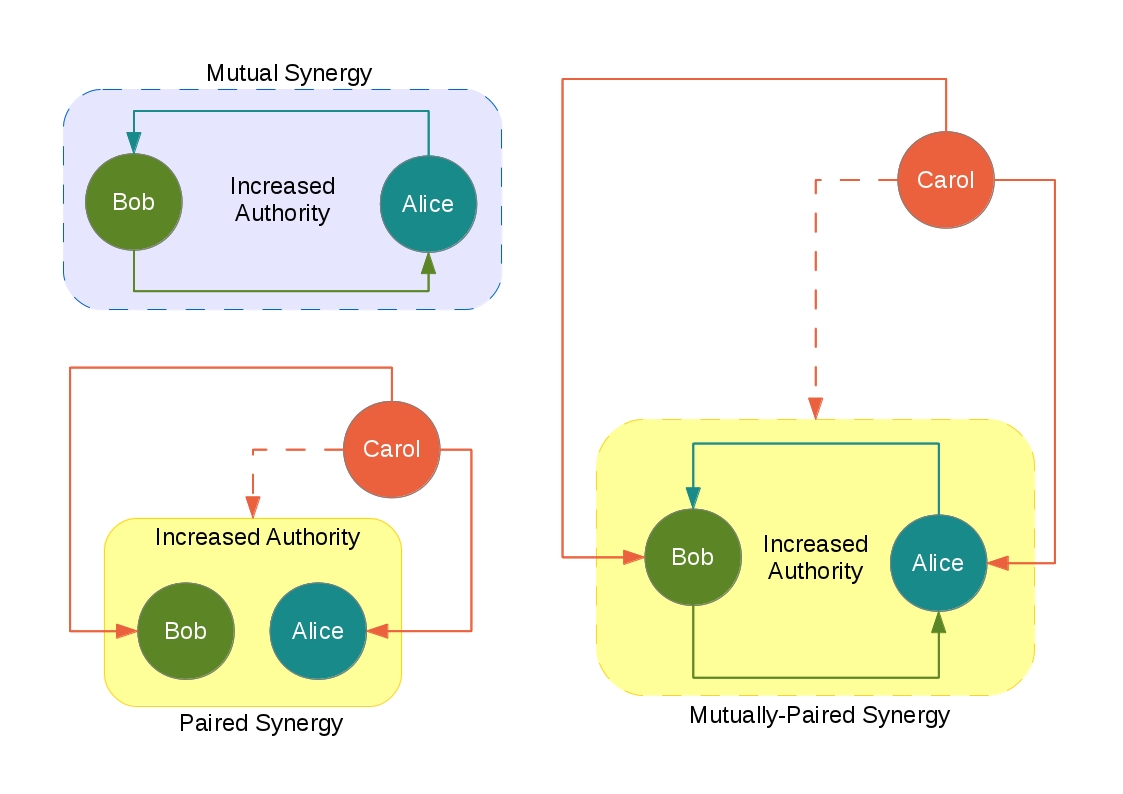 Mutual Synergy
Bob
Increased
Authority
Alice
Carol
Increased Authority
Bob
Alice
Paired Synergy
Carol
Bob
Increased
Authority
Alice
Mutually-Paired Synergy